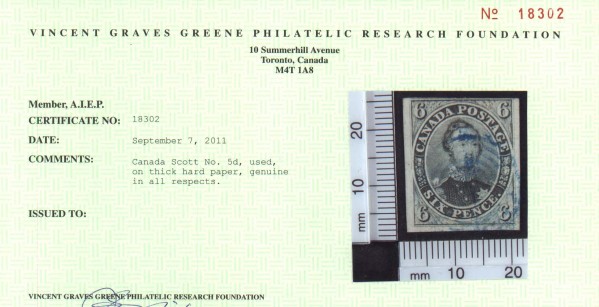 No 18302
VINCENT GRAVES GREENE PHILATELIC RESEARCH FOUNDATION
10 Summerhill Avenue
Toronto, Canada
M4T 1A8
Member, A.I.E.P.
CERTIFICATE NO: 18302
DATE: September 7, 2011
COMMENTS: Canada Scott No. 5d, used,
on thick hard paper, genuine
in all respects.
ISSUED TO:
mm 10 20
6 CANADA POSTAGE 6
6 SIX PENCE 6
mm 10 20
VINCENT GRAVES GREENE PHILATELIC RESEARCH FOUNDATION